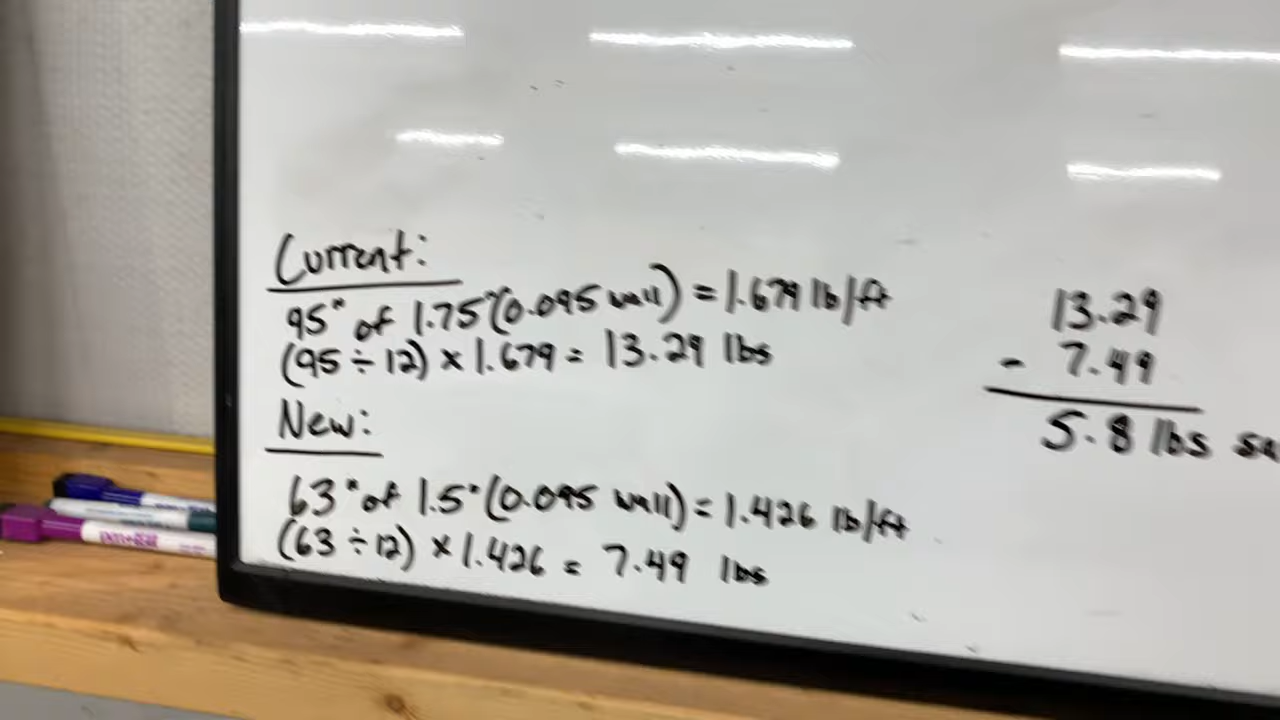 Current:
95" of 1.75"(0.095 wall) = 1.679 lb/ft
(95 ÷ 12) × 1.679 = 13.29 lbs
New:
63" of 1.5"(0.095 wall) = 1.426 lb/ft
(63 ÷ 12) × 1.426 = 7.49 lbs
13.29
- 7.49
5.8 lbs